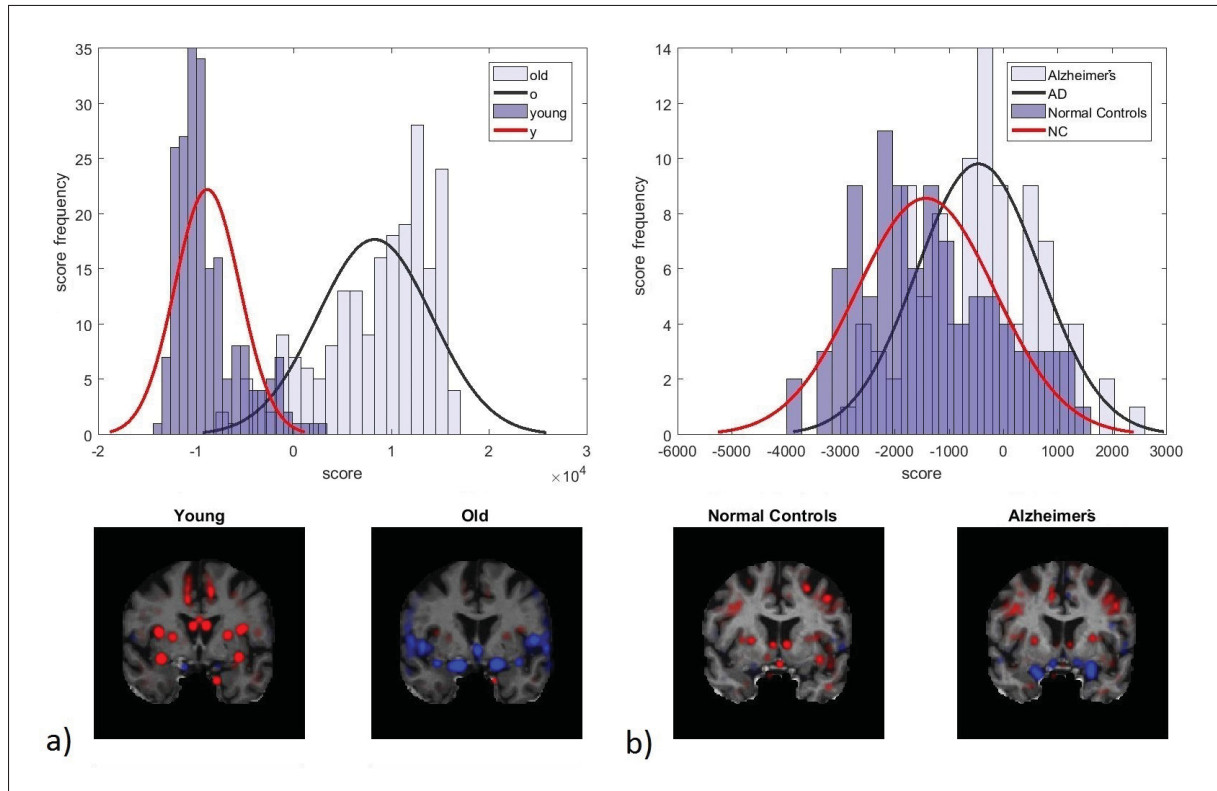 35
30
25
20
15
10
5
0
score frequency
-2
-1
0
1
2
3
×10⁴
score
old
o
young
y
14
12
10
8
6
4
2
0
score frequency
-6000
-5000
-4000
-3000
-2000
-1000
0
1000
2000
3000
score
Alzheimer's
AD
Normal Controls
NC
Young
Old
Normal Controls
Alzheimer's
a)
b)